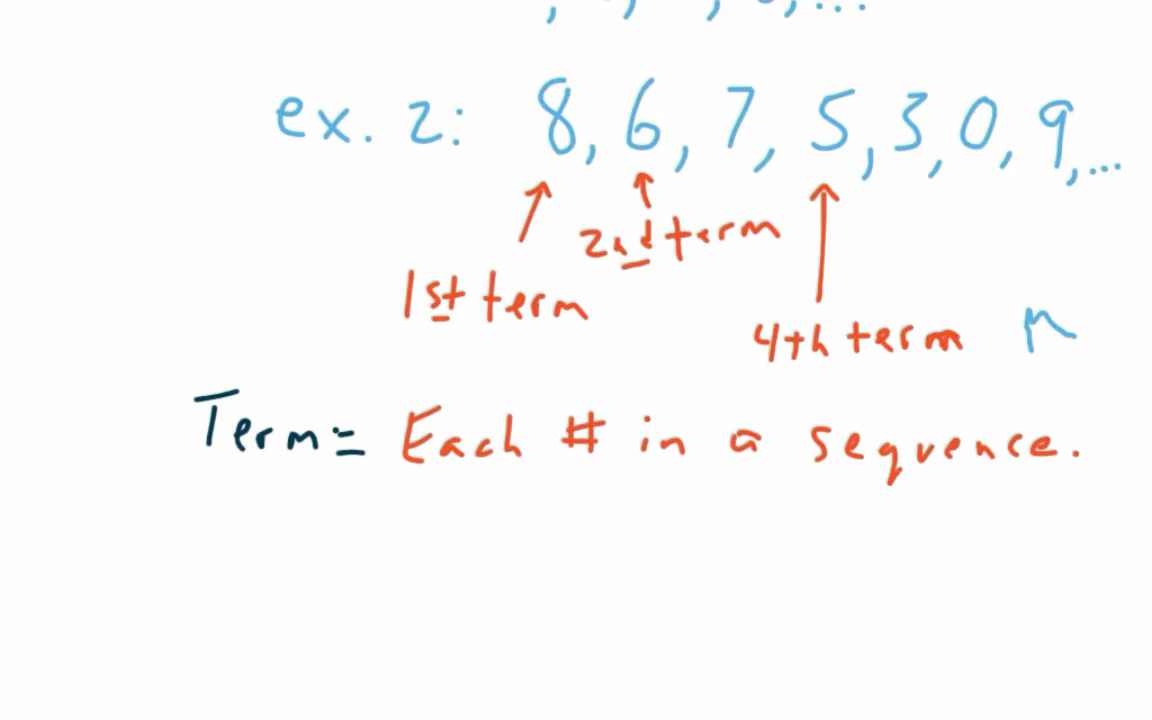 ex. 2: 8, 6, 7, 5, 3, 0, 9, ...
2nd term
1st term
4th term n
Term = Each # in a sequence.